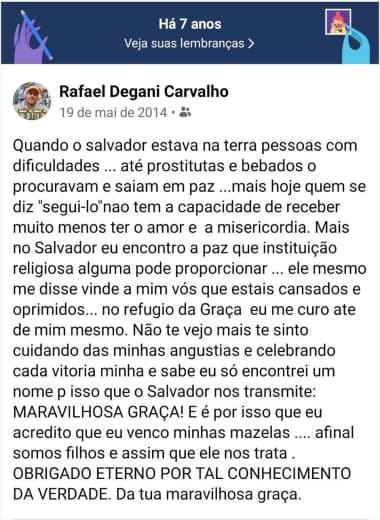 Há 7 anos
Veja suas lembranças
Rafael Degani Carvalho
19 de mai de 2014 •
Quando o salvador estava na terra pessoas com
dificuldades ... até prostitutas e bebados o
procuravam e saiam em paz ...mais hoje quem se
diz "segui-lo"nao tem a capacidade de receber
muito menos ter o amor e a misericordia. Mais
no Salvador eu encontro a paz que instituição
religiosa alguma pode proporcionar ... ele mesmo
me disse vinde a mim vós que estais cansados e
oprimidos... no refugio da Graça eu me curo ate
de mim mesmo. Não te vejo mais te sinto
cuidando das minhas angustias e celebrando
cada vitoria minha e sabe eu só encontrei um
nome p isso que o Salvador nos transmite:
MARAVILHOSA GRAÇA! E é por isso que eu
acredito que eu venco minhas mazelas .... afinal
somos filhos e assim que ele nos trata .
OBRIGADO ETERNO POR TAL CONHECIMENTO
DA VERDADE. Da tua maravilhosa graça.